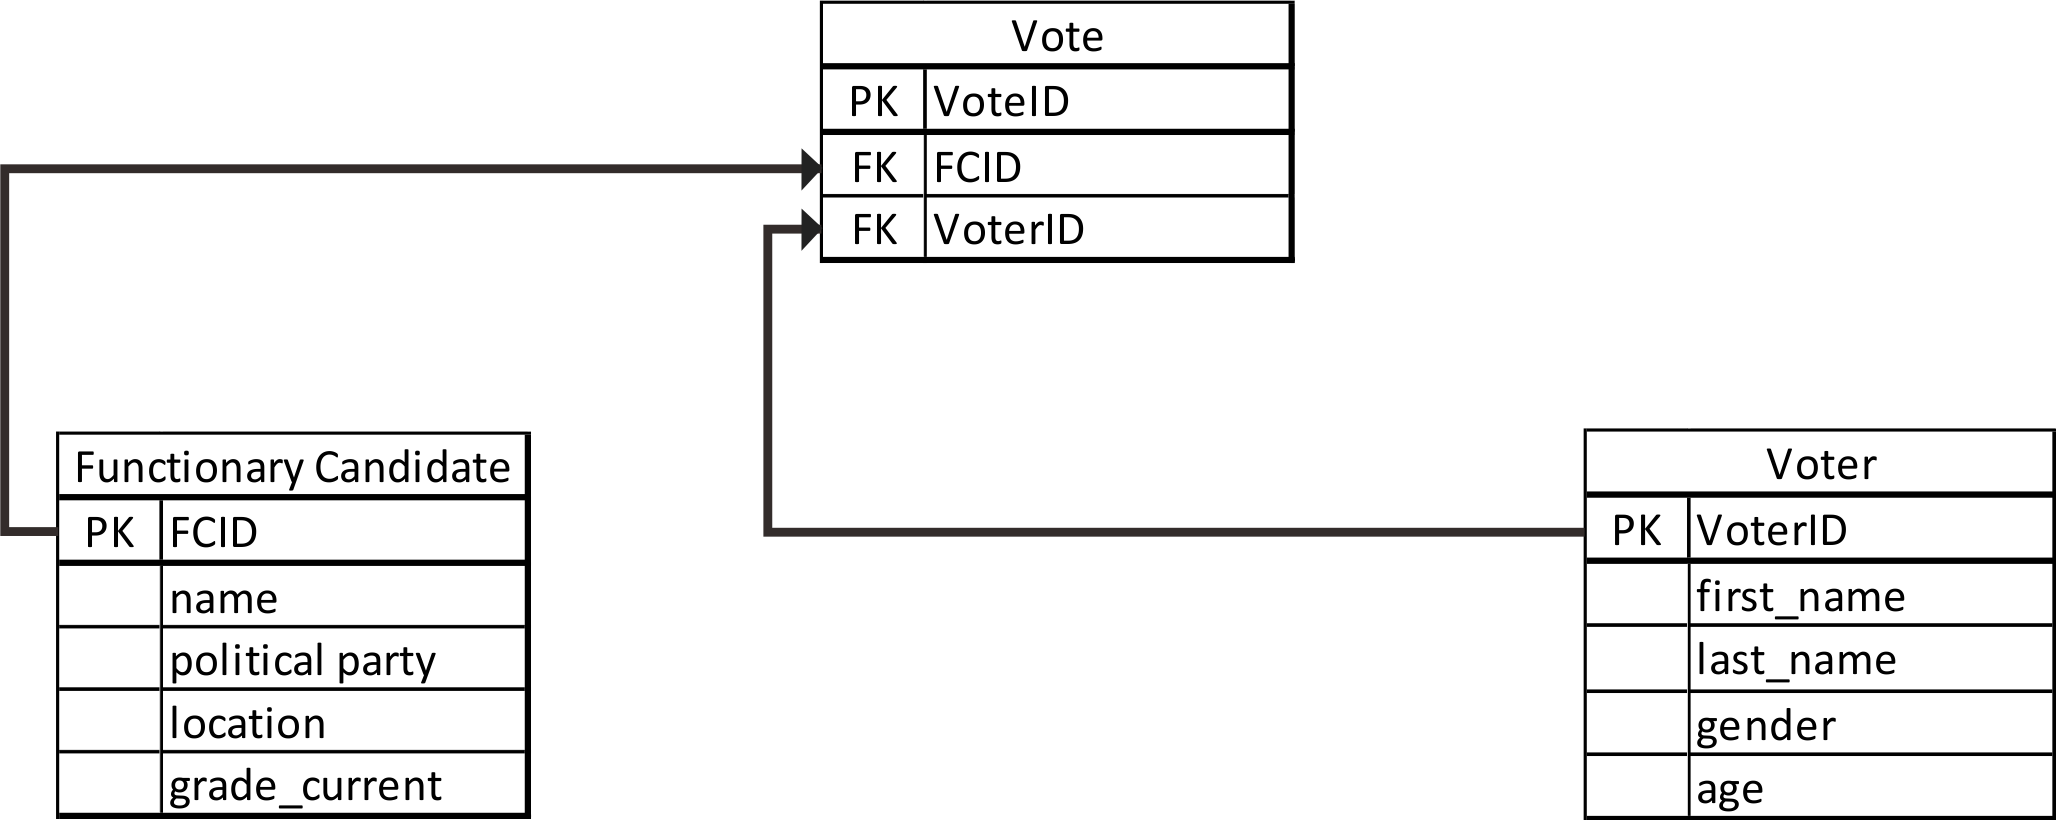 Vote
PK VoteID
FK FCID
FK VoterID
Functionary Candidate
PK FCID
name
political party
location
grade_current
Voter
PK VoterID
first_name
last_name
gender
age